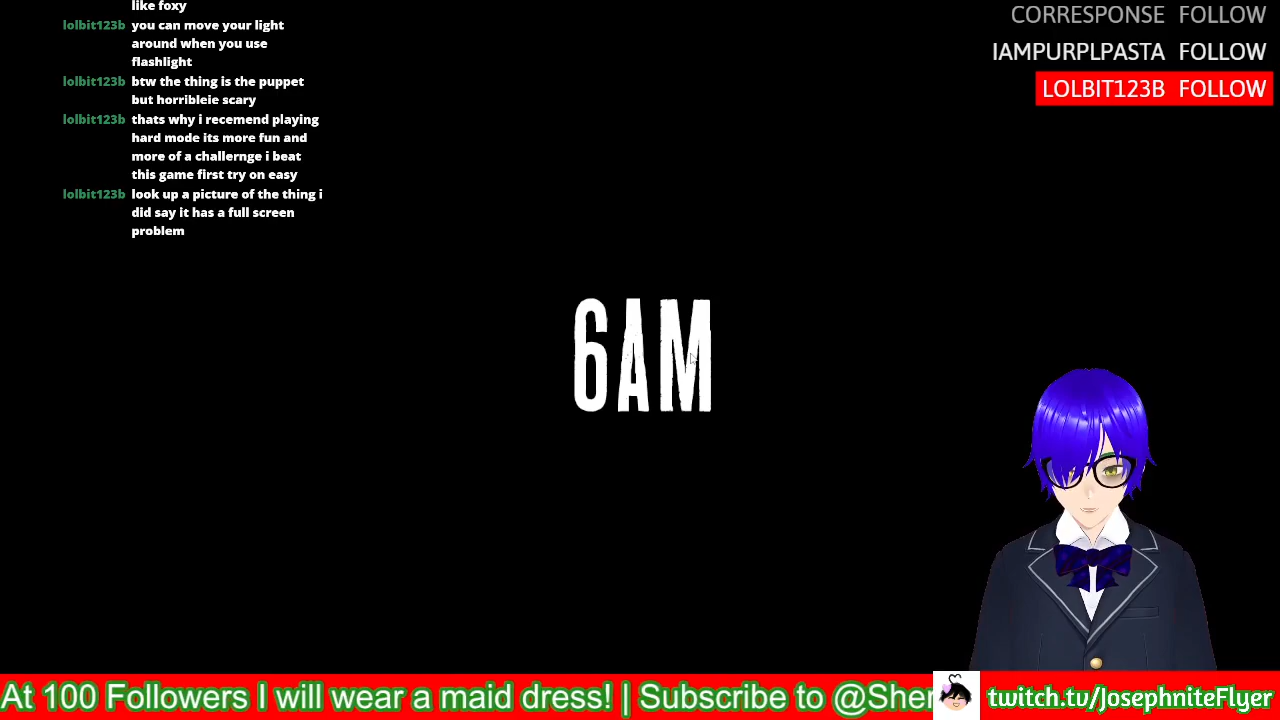 like foxy
lolbit123b you can move your light
around when you use
flashlight
lolbit123b btw the thing is the puppet
but horribleie scary
lolbit123b thats why i recemend playing
hard mode its more fun and
more of a challernge i beat
this game first try on easy
lolbit123b look up a picture of the thing i
did say it has a full screen
problem
CORRESPONSE FOLLOW
IAMPURPLPASTA FOLLOW
LOLBIT123B FOLLOW
6AM
At 100 Followers I will wear a maid dress! | Subscribe to @Sher
twitch.tv/JosephniteFlyer